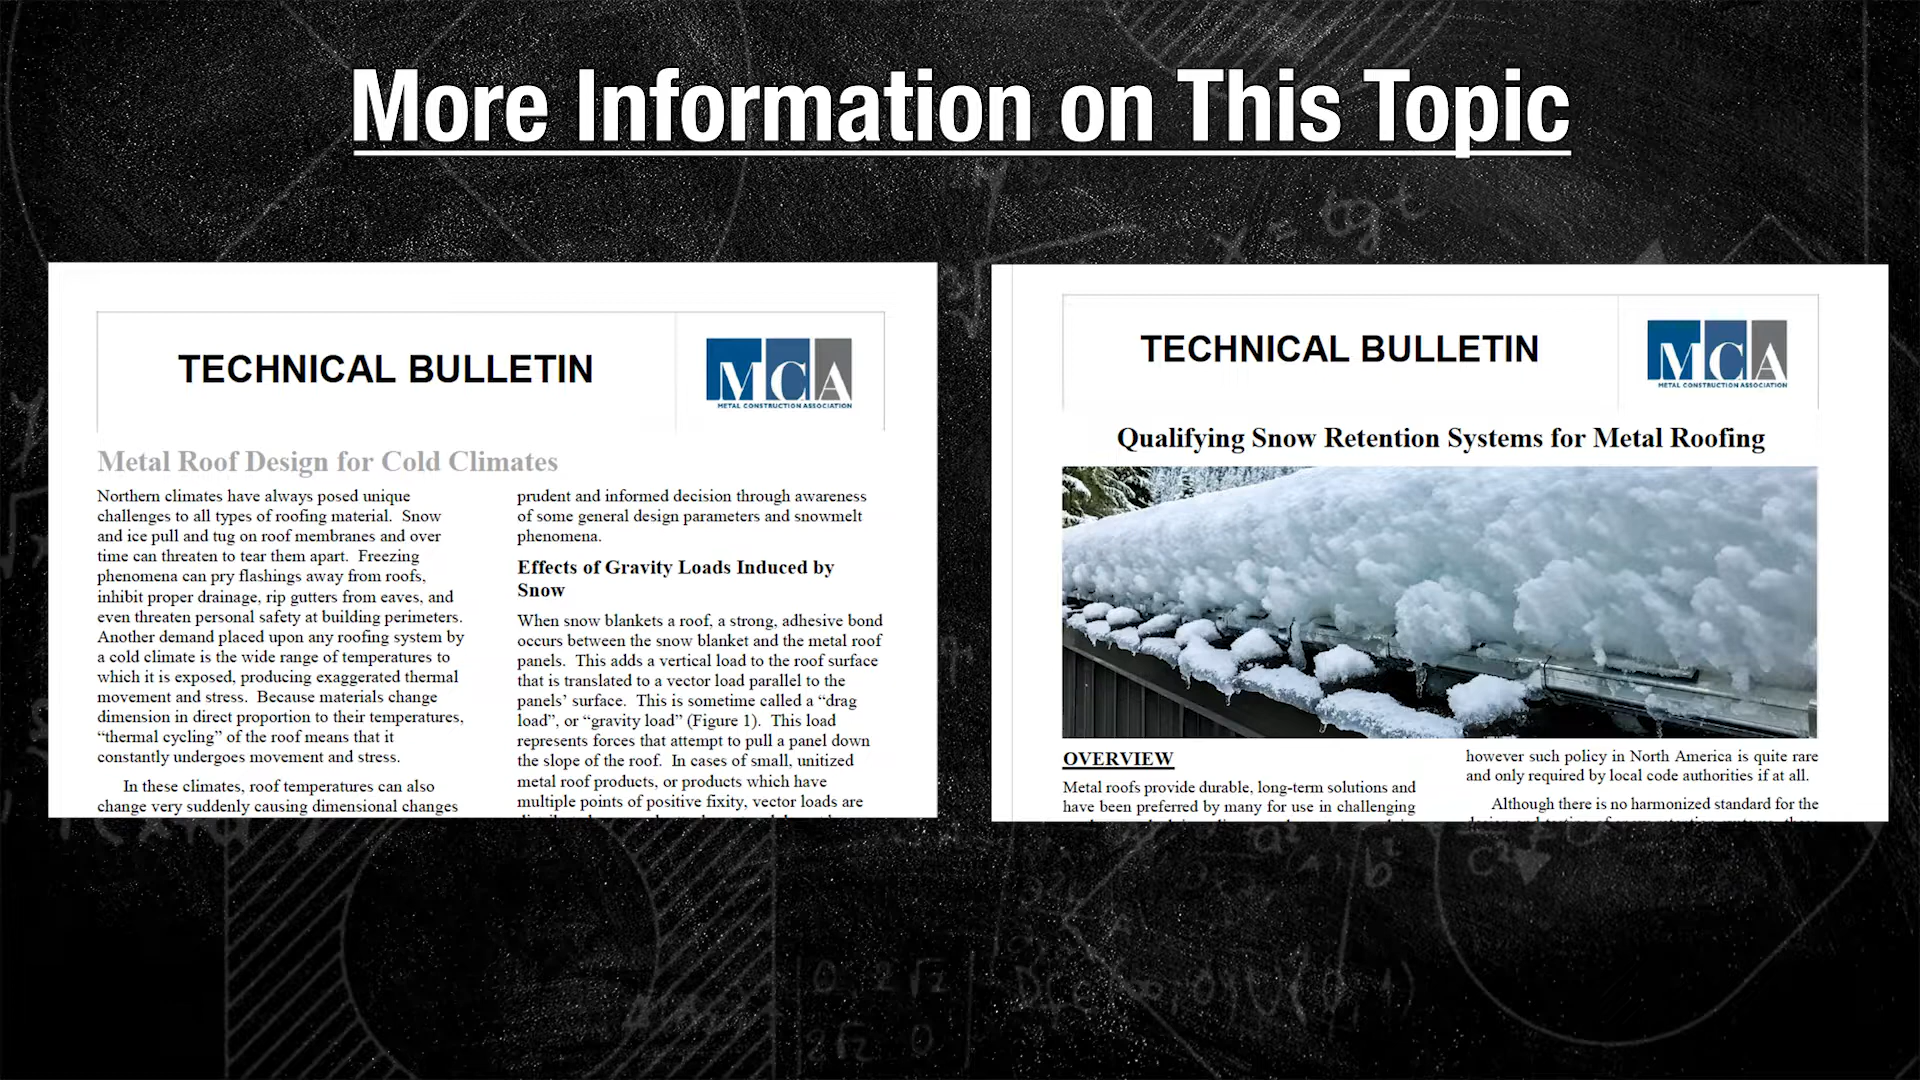 More Information on This Topic
TECHNICAL BULLETIN
MCA
METAL CONSTRUCTION ASSOCIATION
Metal Roof Design for Cold Climates
Northern climates have always posed unique
challenges to all types of roofing material.  Snow
and ice pull and tug on roof membranes and over
time can threaten to tear them apart.  Freezing
phenomena can pry flashings away from roofs,
inhibit proper drainage, rip gutters from eaves, and
even threaten personal safety at building perimeters.
Another demand placed upon any roofing system by
a cold climate is the wide range of temperatures to
which it is exposed, producing exaggerated thermal
movement and stress.  Because materials change
dimension in direct proportion to their temperatures,
“thermal cycling” of the roof means that it
constantly undergoes movement and stress.
In these climates, roof temperatures can also
change very suddenly causing dimensional changes
prudent and informed decision through awareness
of some general design parameters and snowmelt
phenomena.
Effects of Gravity Loads Induced by
Snow
When snow blankets a roof, a strong, adhesive bond
occurs between the snow blanket and the metal roof
panels.  This adds a vertical load to the roof surface
that is translated to a vector load parallel to the
panels’ surface.  This is sometime called a “drag
load”, or “gravity load” (Figure 1).  This load
represents forces that attempt to pull a panel down
the slope of the roof.  In cases of small, unitized
metal roof products, or products which have
multiple points of positive fixity, vector loads are
TECHNICAL BULLETIN
MCA
METAL CONSTRUCTION ASSOCIATION
Qualifying Snow Retention Systems for Metal Roofing
OVERVIEW
Metal roofs provide durable, long-term solutions and
have been preferred by many for use in challenging
however such policy in North America is quite rare
and only required by local code authorities if at all.
Although there is no harmonized standard for the
x = tg t